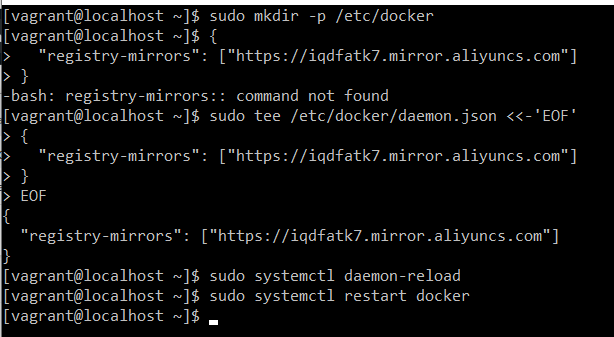 [vagrant@localhost ~]$ sudo mkdir -p /etc/docker
[vagrant@localhost ~]$ {
>   "registry-mirrors": ["https://iqdfatk7.mirror.aliyuncs.com"]
> }
-bash: registry-mirrors:: command not found
[vagrant@localhost ~]$ sudo tee /etc/docker/daemon.json <<-'EOF'
> {
>   "registry-mirrors": ["https://iqdfatk7.mirror.aliyuncs.com"]
> }
> EOF
{
  "registry-mirrors": ["https://iqdfatk7.mirror.aliyuncs.com"]
}
[vagrant@localhost ~]$ sudo systemctl daemon-reload
[vagrant@localhost ~]$ sudo systemctl restart docker
[vagrant@localhost ~]$